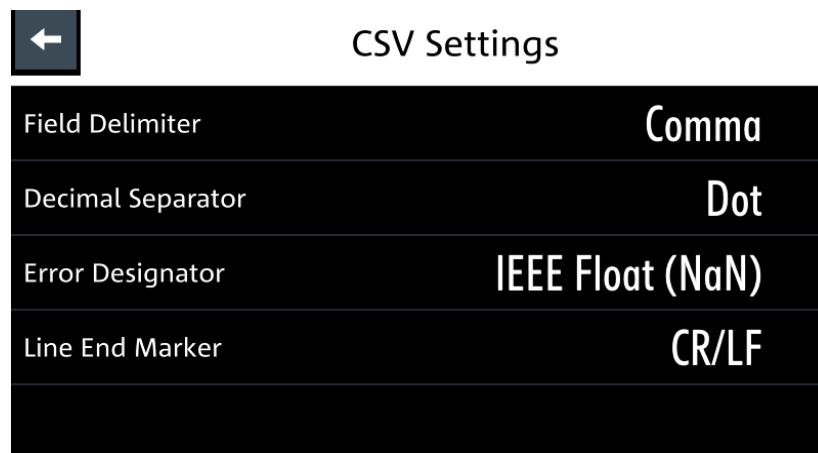 CSV Settings
Field Delimiter Comma
Decimal Separator Dot
Error Designator IEEE Float (NaN)
Line End Marker CR/LF